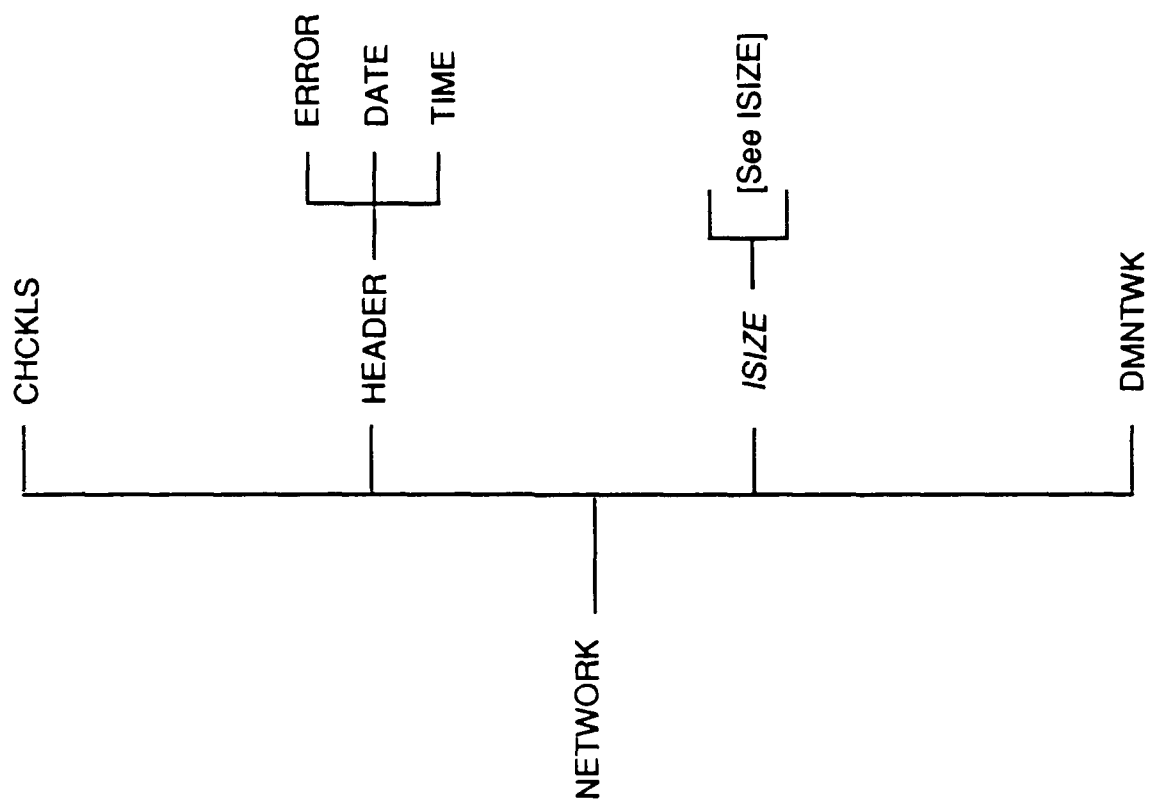 NETWORK
CHCKLS
HEADER
ERROR
DATE
TIME
ISIZE
[See ISIZE]
DMNTWK